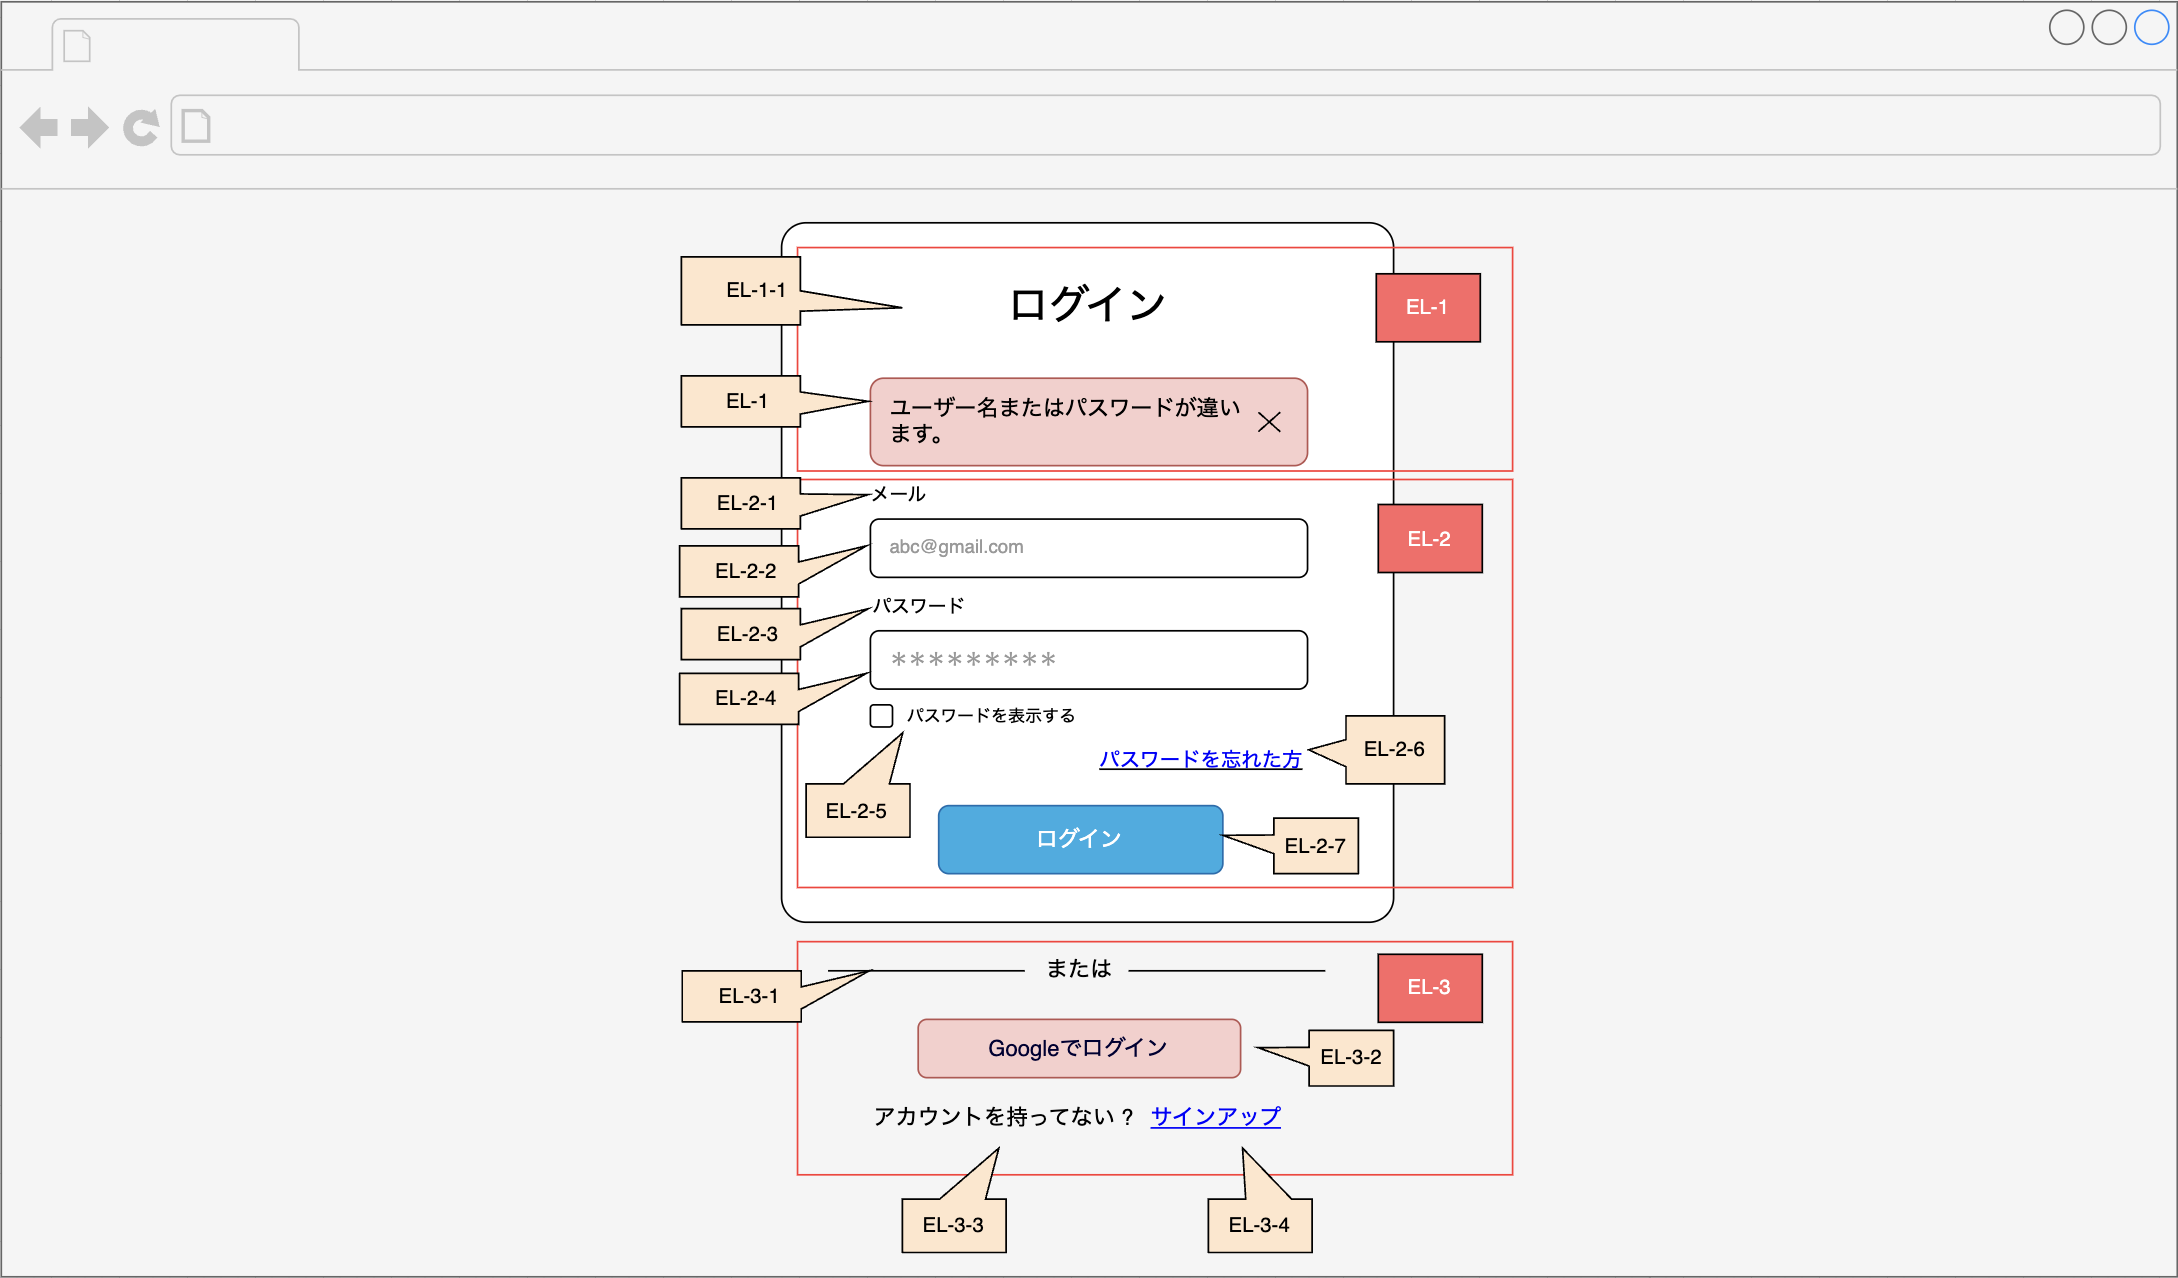 EL-1-1
ログイン
EL-1
EL-1
ユーザー名またはパスワードが違い
ます。
EL-2-1
メール
EL-2
EL-2-2
abc@gmail.com
EL-2-3
パスワード
EL-2-4
*********
パスワードを表示する
パスワードを忘れた方
EL-2-6
EL-2-5
ログイン
EL-2-7
または
EL-3
EL-3-1
Googleでログイン
EL-3-2
アカウントを持ってない？ サインアップ
EL-3-3
EL-3-4